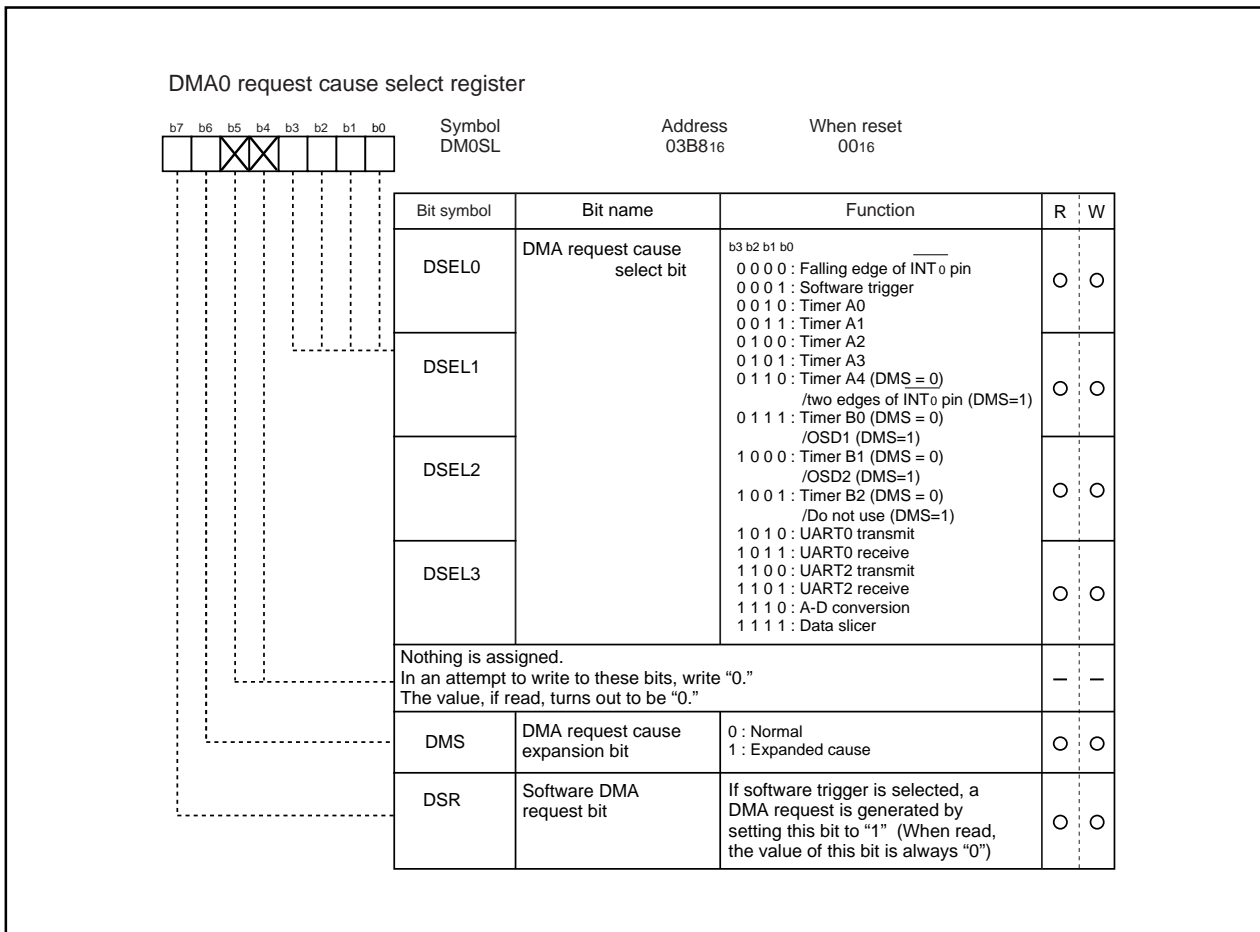 DMA0 request cause select register
b7 b6 b5 b4 b3 b2 b1 b0
Symbol Address When reset
DM0SL 03B816 0016
Bit symbol Bit name Function R W
DSEL0
DSEL1
DSEL2
DSEL3
DMA request cause
select bit
b3 b2 b1 b0
0 0 0 0 : Falling edge of INT0 pin
0 0 0 1 : Software trigger
0 0 1 0 : Timer A0
0 0 1 1 : Timer A1
0 1 0 0 : Timer A2
0 1 0 1 : Timer A3
0 1 1 0 : Timer A4 (DMS = 0)
/two edges of INT0 pin (DMS=1)
0 1 1 1 : Timer B0 (DMS = 0)
/OSD1 (DMS=1)
1 0 0 0 : Timer B1 (DMS = 0)
/OSD2 (DMS=1)
1 0 0 1 : Timer B2 (DMS = 0)
/Do not use (DMS=1)
1 0 1 0 : UART0 transmit
1 0 1 1 : UART0 receive
1 1 0 0 : UART2 transmit
1 1 0 1 : UART2 receive
1 1 1 0 : A-D conversion
1 1 1 1 : Data slicer
Nothing is assigned.
In an attempt to write to these bits, write “0.”
The value, if read, turns out to be “0.”
– –
DMS
DMA request cause
expansion bit
0 : Normal
1 : Expanded cause
DSR
Software DMA
request bit
If software trigger is selected, a
DMA request is generated by
setting this bit to “1” (When read,
the value of this bit is always “0”)